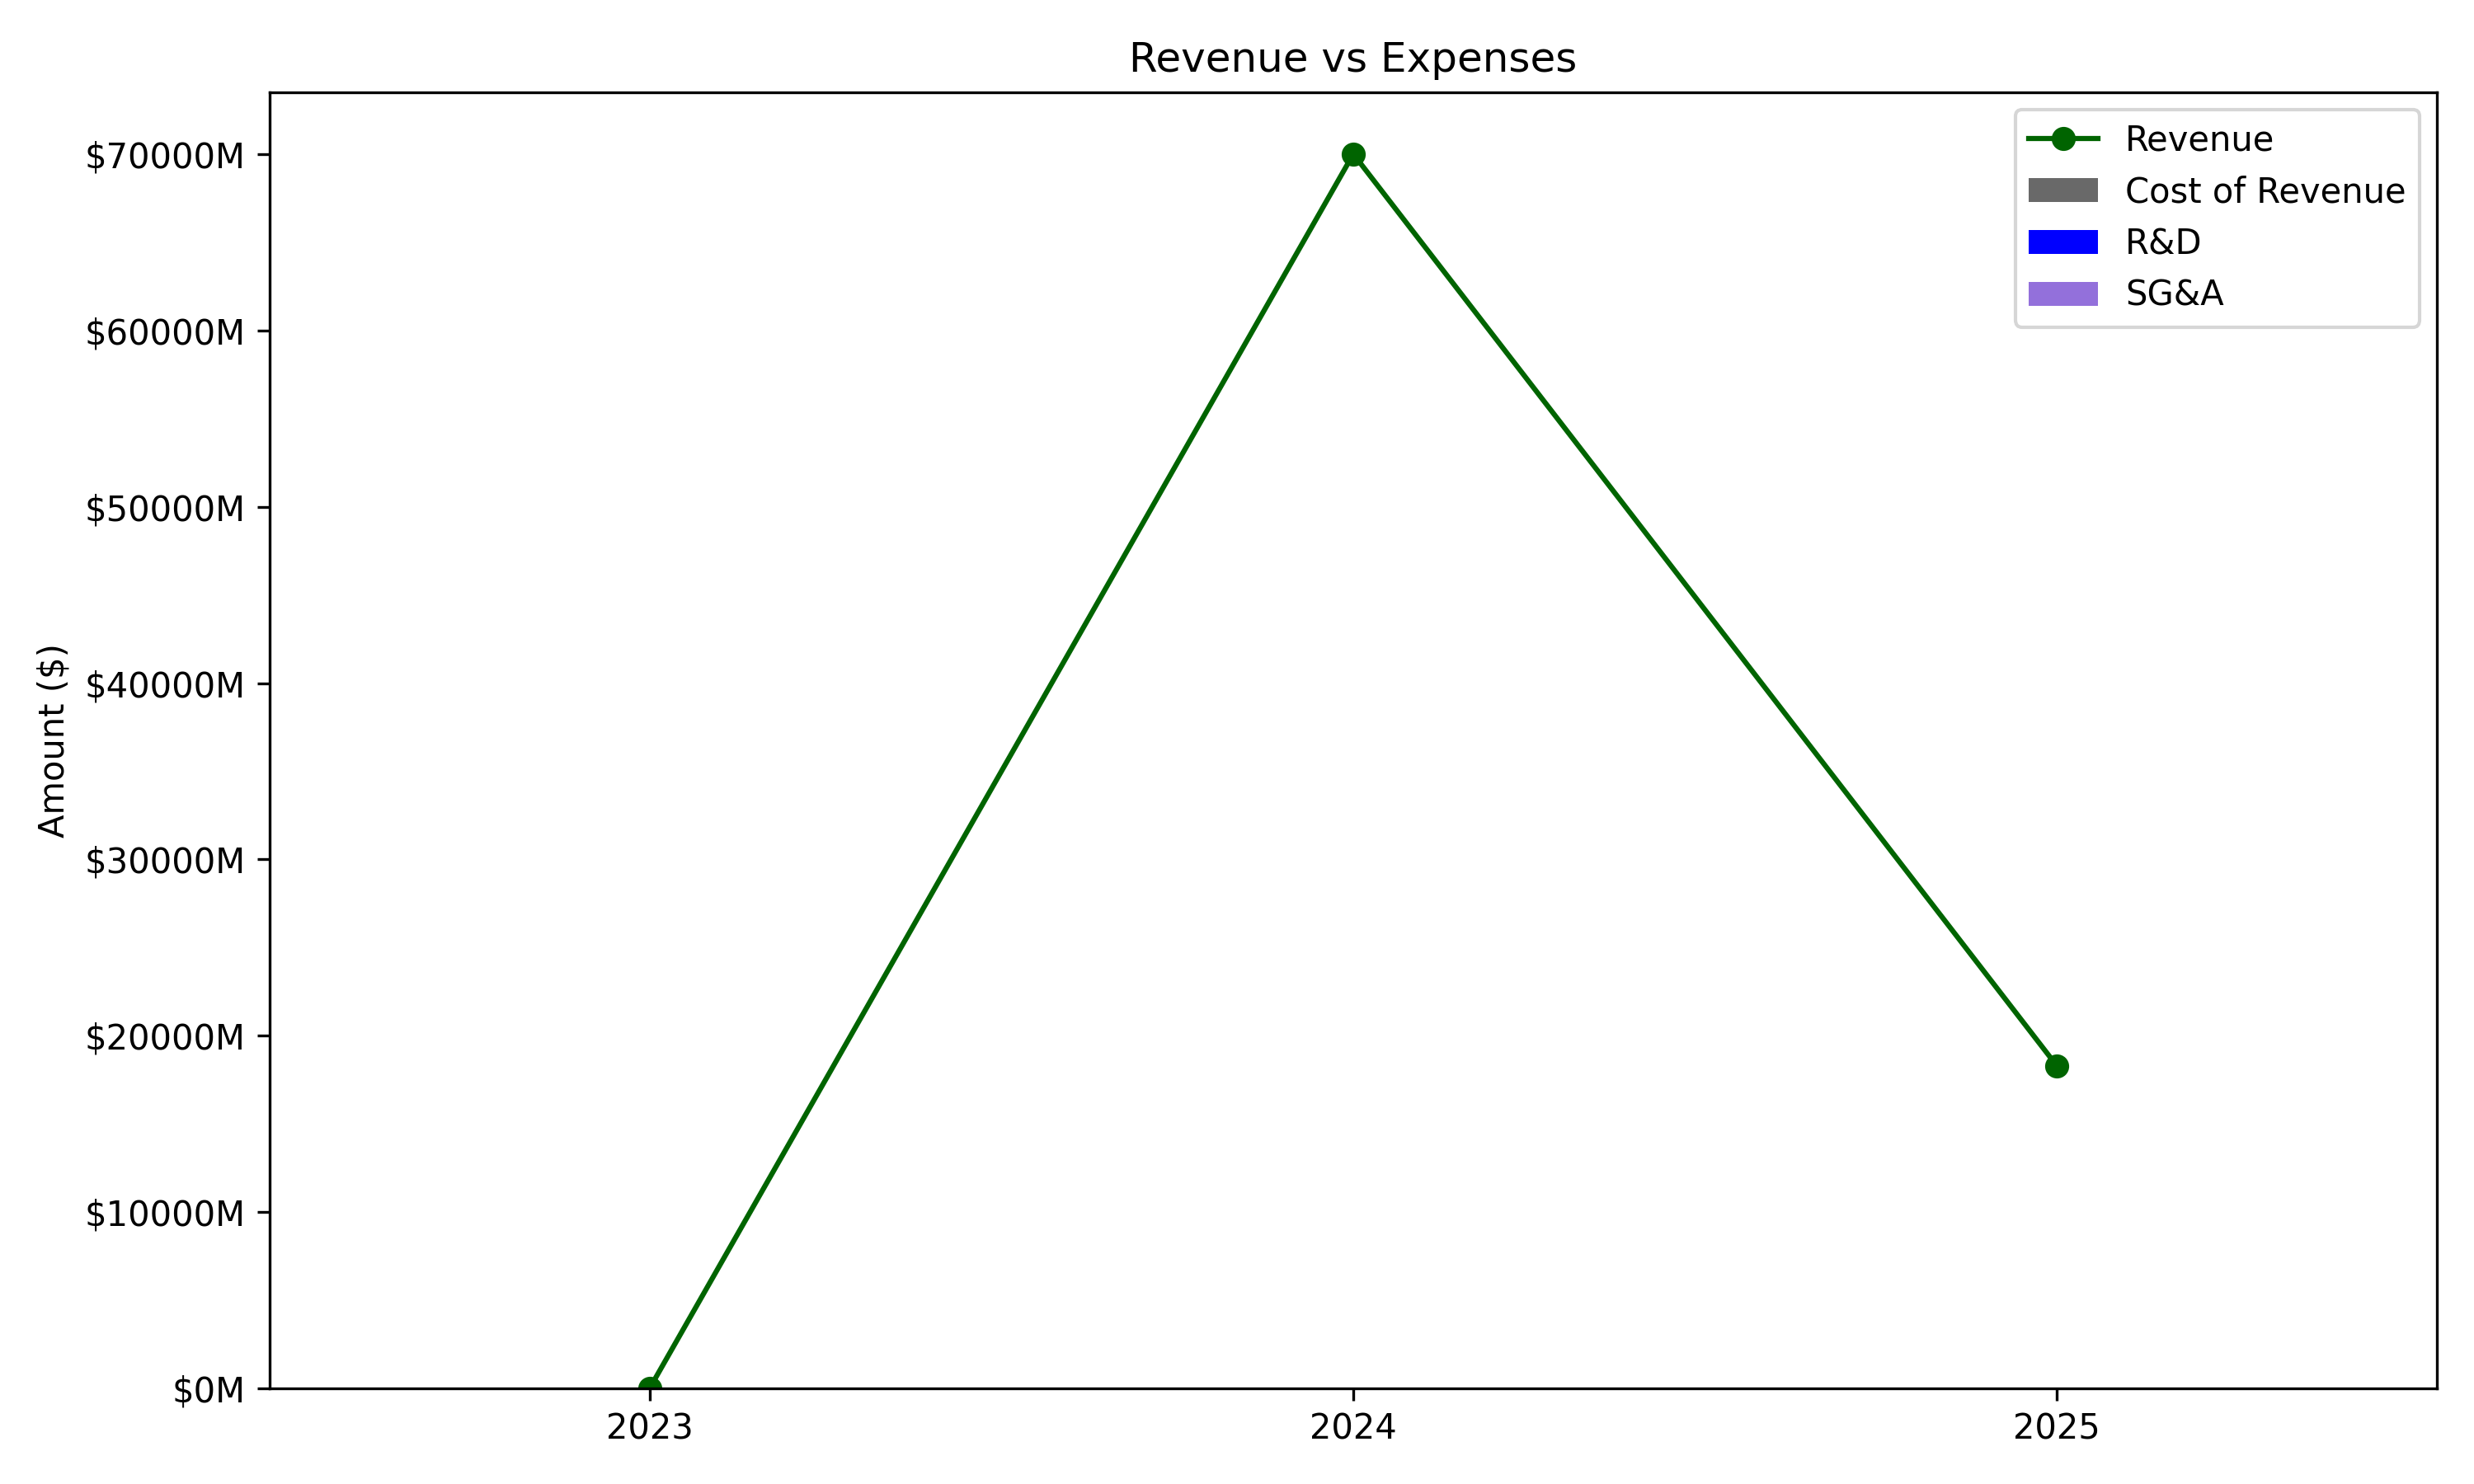 Revenue vs Expenses
Revenue
Cost of Revenue
R&D
SG&A
Amount ($)
$70000M
$60000M
$50000M
$40000M
$30000M
$20000M
$10000M
$0M
2023
2024
2025